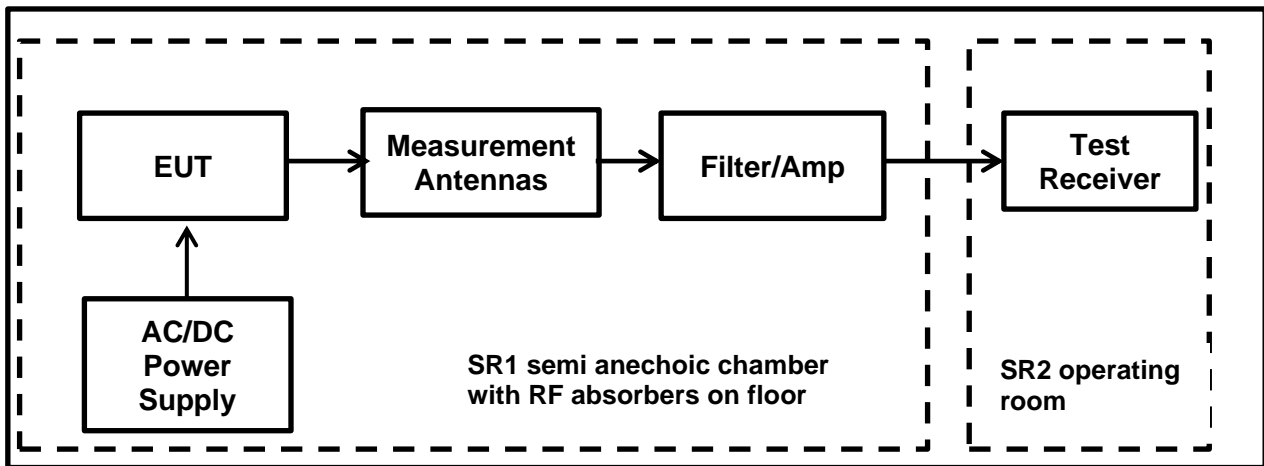 EUT
Measurement
Antennas
Filter/Amp
Test
Receiver
AC/DC
Power
Supply
SR1 semi anechoic chamber
with RF absorbers on floor
SR2 operating
room